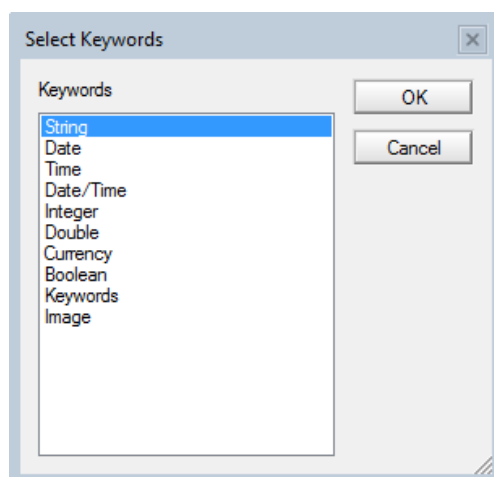 Select Keywords
Keywords
OK
String
Date
Cancel
Time
Date/Time
Integer
Double
Currency
Boolean
Keywords
Image